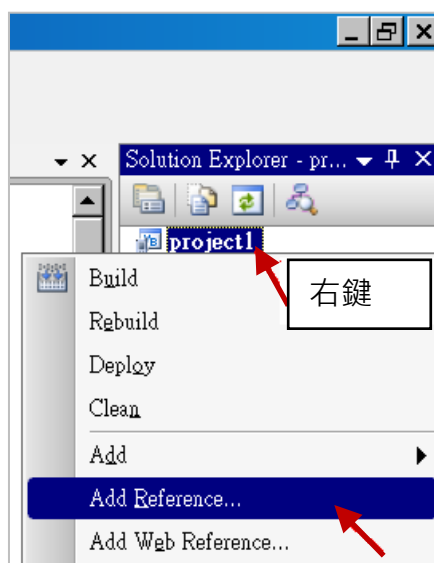 Solution Explorer - pr...
project1
右鍵
Build
Rebuild
Deploy
Clean
Add
Add Reference...
Add Web Reference...